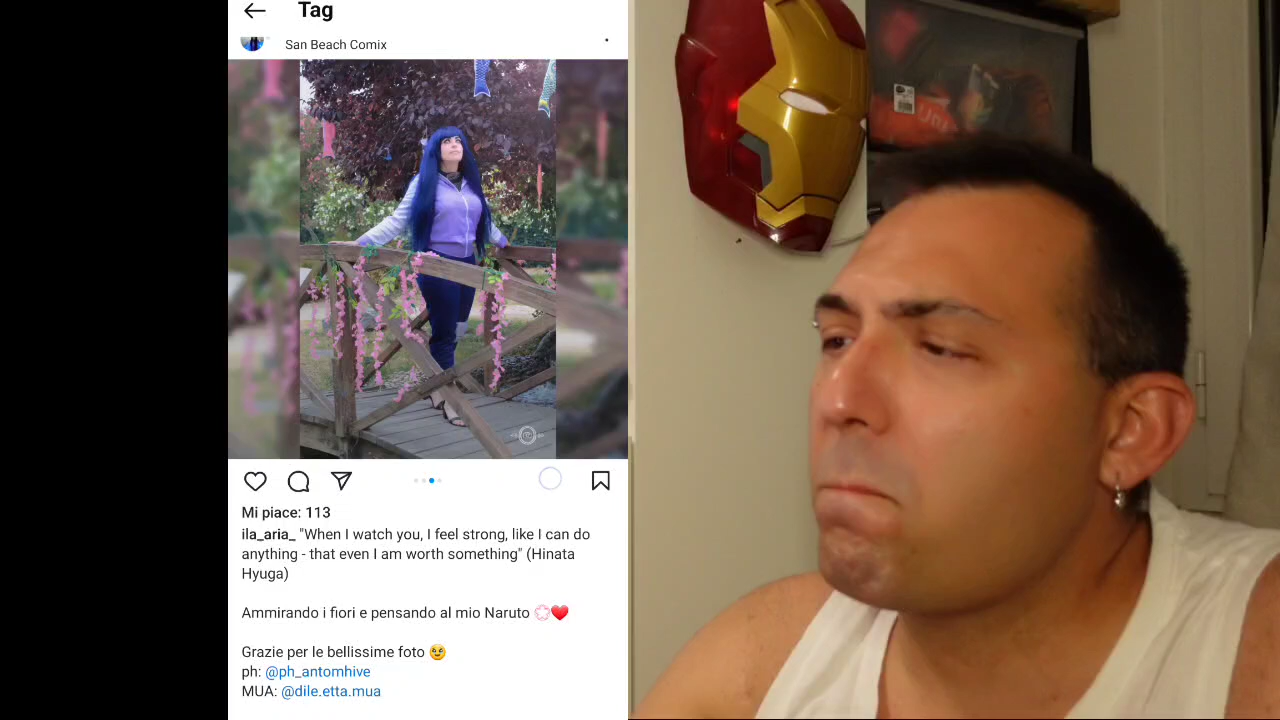 Tag
San Beach Comix
Mi piace: 113
ila_aria_ "When I watch you, I feel strong, like I can do
anything - that even I am worth something" (Hinata
Hyuga)
Ammirando i fiori e pensando al mio Naruto 💮❤️
Grazie per le bellissime foto 🥹
ph: @ph_antomhive
MUA: @dile.etta.mua